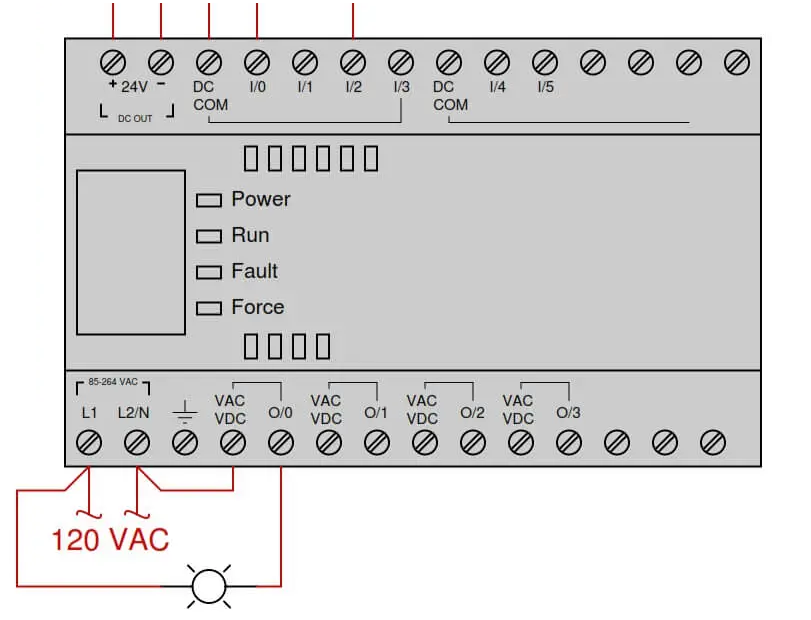 + 24V − DC I/0 I/1 I/2 I/3 DC I/4 I/5
COM COM
DC OUT
Power
Run
Fault
Force
85-264 VAC
L1 L2/N VAC O/0 VAC O/1 VAC O/2 VAC O/3
VDC VDC VDC VDC
120 VAC